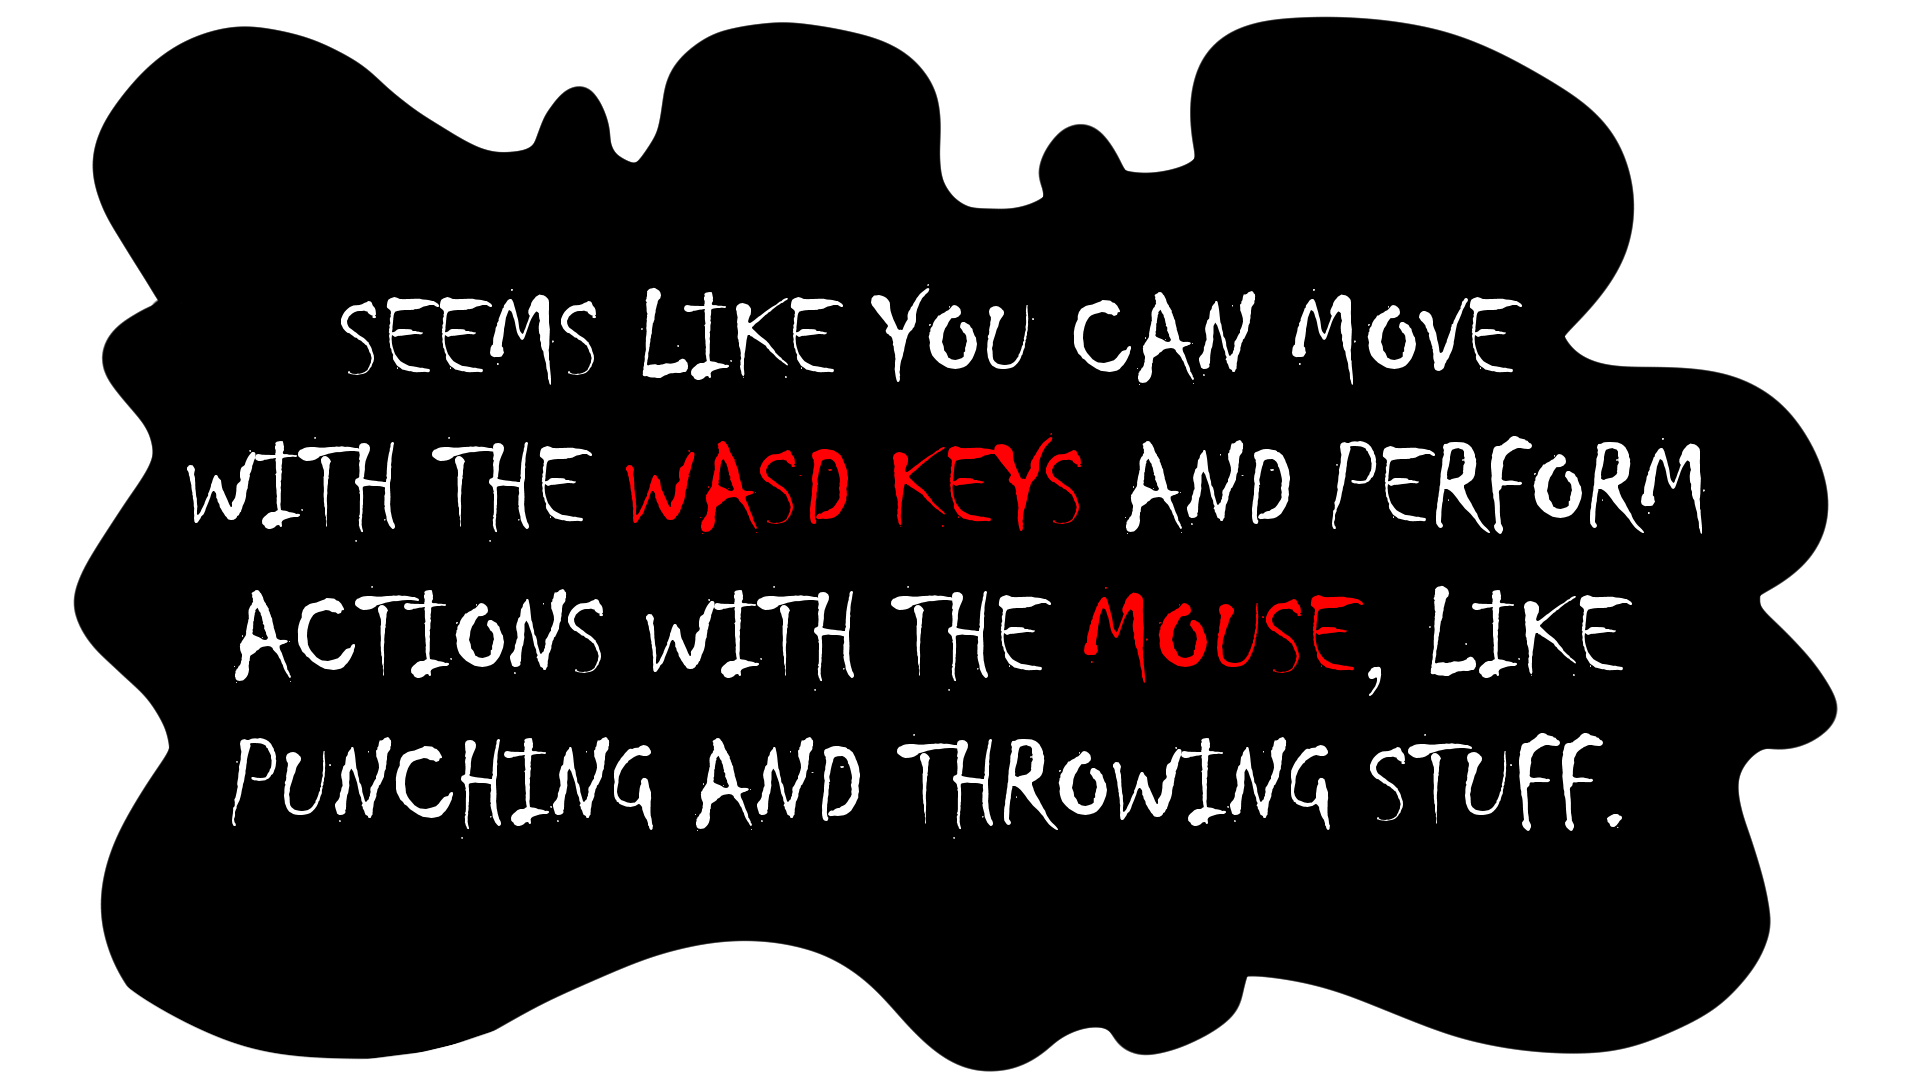 SEEMS LIKE YOU CAN MOVE
WITH THE WASD KEYS AND PERFORM
ACTIONS WITH THE MOUSE, LIKE
PUNCHING AND THROWING STUFF.